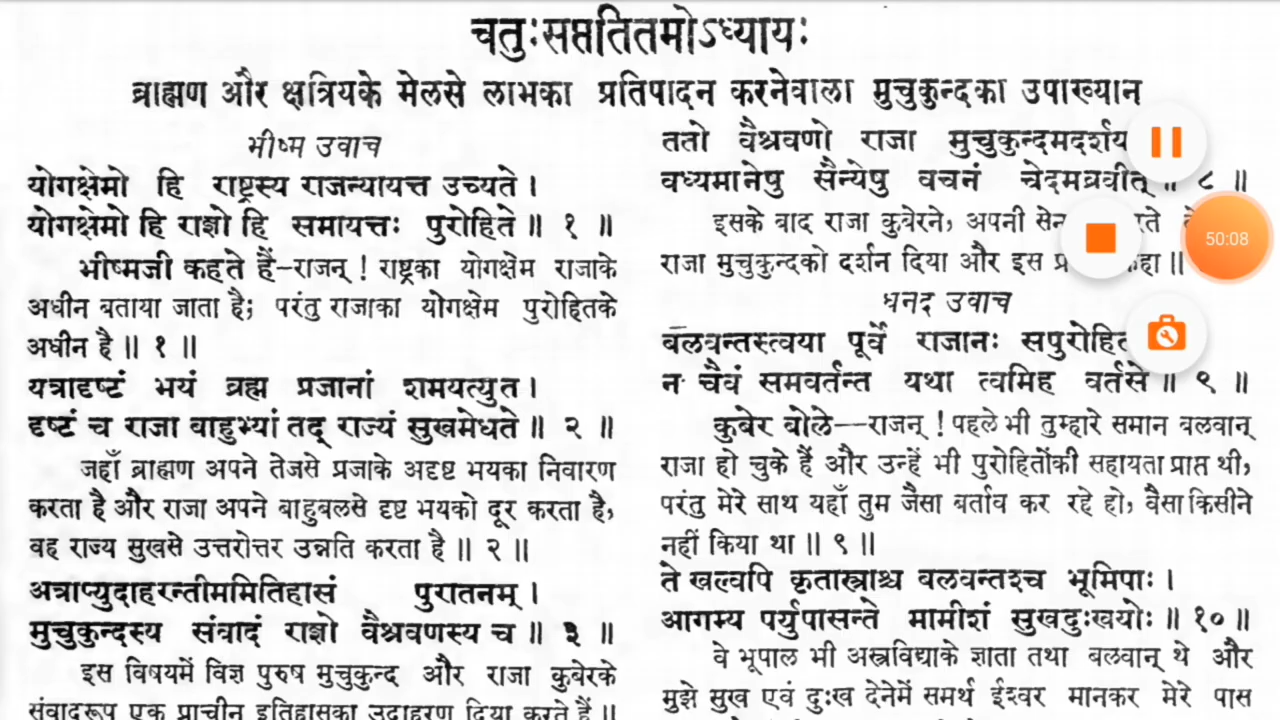 चतुःसप्ततितमोऽध्यायः
ब्राह्मण और क्षत्रियके मेलसे लाभका प्रतिपादन करनेवाला मुचुकुन्दका उपाख्यान
भीष्म उवाच
योगक्षेमो हि राष्ट्रस्य राजन्यायत्त उच्यते।
योगक्षेमो हि राज्ञो हि समायत्तः पुरोहिते॥ १ ॥
भीष्मजी कहते हैं—राजन् ! राष्ट्रका योगक्षेम राजाके
अधीन बताया जाता है; परंतु राजाका योगक्षेम पुरोहितके
अधीन है॥ १॥
यत्रादृष्टं भयं ब्रह्म प्रजानां शमयत्युत।
दृष्टं च राजा बाहुभ्यां तद् राज्यं सुखमेधते॥ २ ॥
जहाँ ब्राह्मण अपने तेजसे प्रजाके अदृष्ट भयका निवारण
करता है और राजा अपने बाहुबलसे दृष्ट भयको दूर करता है,
वह राज्य सुखसे उत्तरोत्तर उन्नति करता है॥ २॥
अत्राप्युदाहरन्तीममितिहासं पुरातनम्।
मुचुकुन्दस्य संवादं राज्ञो वैश्रवणस्य च॥ ३ ॥
इस विषयमें विज्ञ पुरुष मुचुकुन्द और राजा कुबेरके
संवादरूप एक प्राचीन इतिहासका उदाहरण दिया करते हैं॥
ततो वैश्रवणो राजा मुचुकुन्दमदर्शय
वध्यमानेषु सैन्येषु वचनं चेदमब्रवीत्॥ ८ ॥
इसके बाद राजा कुबेरने, अपनी
राजा मुचुकुन्दको दर्शन दिया और इस
धनद उवाच
बलवन्तस्त्वया पूर्वे राजानः सपुरोहित
न चैवं समवर्तन्त यथा त्वमिह वर्तसे॥ ९ ॥
कुबेर बोले—राजन् ! पहले भी तुम्हारे समान बलवान्
राजा हो चुके हैं और उन्हें भी पुरोहितोंकी सहायता प्राप्त थी,
परंतु मेरे साथ यहाँ तुम जैसा बर्ताव कर रहे हो, वैसा किसीने
नहीं किया था॥ ९॥
ते खल्वपि कृतास्त्राश्च बलवन्तश्च भूमिपाः।
आगम्य पर्युपासन्ते मामीशं सुखदुःखयोः॥ १० ॥
वे भूपाल भी अस्त्रविद्याके ज्ञाता तथा बलवान् थे और
मुझे सुख एवं दुःख देनेमें समर्थ ईश्वर मानकर मेरे पास
50:08